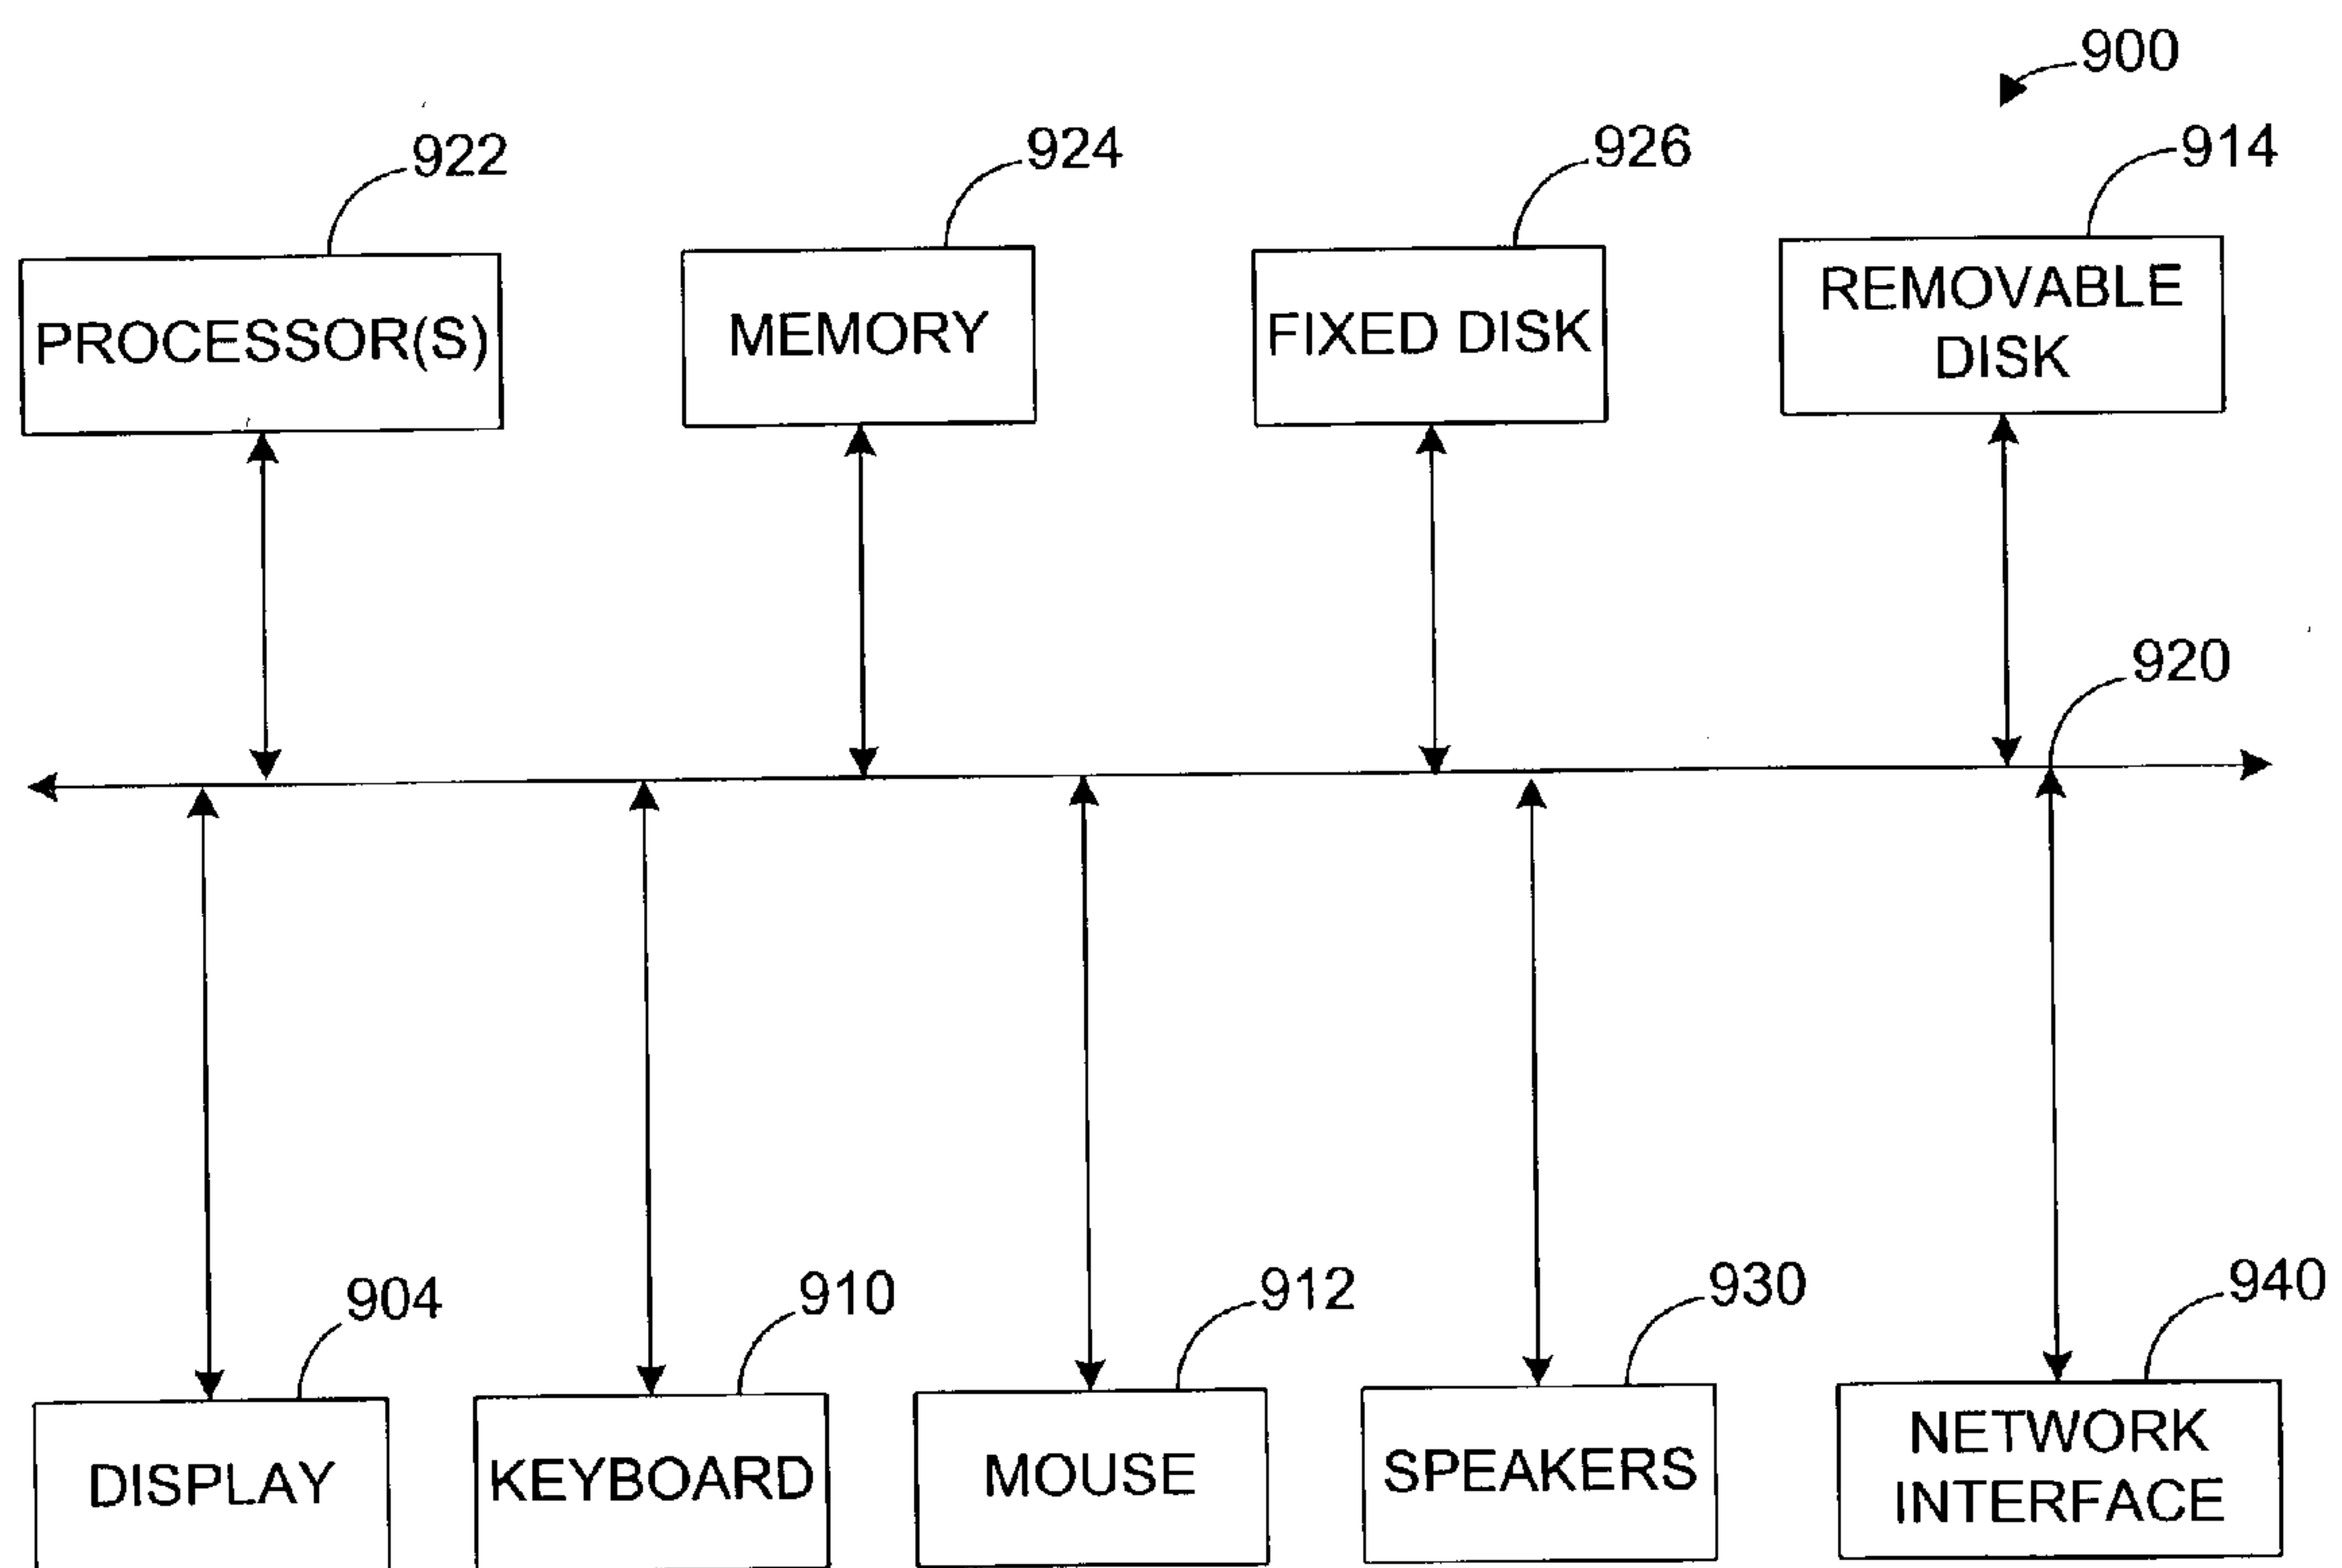 900
922
924
926
914
PROCESSOR(S)
MEMORY
FIXED DISK
REMOVABLE
DISK
920
904
910
912
930
940
DISPLAY
KEYBOARD
MOUSE
SPEAKERS
NETWORK
INTERFACE